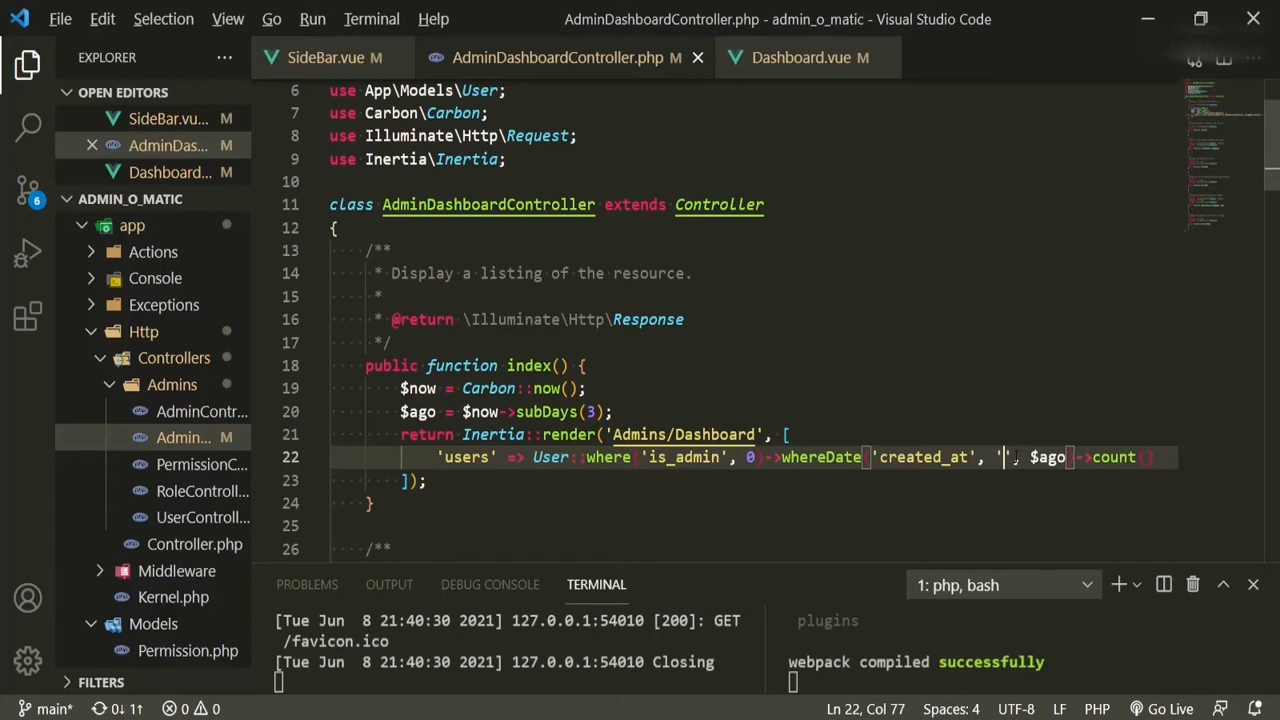 File Edit Selection View Go Run Terminal Help AdminDashboardController.php - admin_o_matic - Visual Studio Code
EXPLORER
SideBar.vue M
AdminDashboardController.php M
Dashboard.vue M
OPEN EDITORS
SideBar.vu... M
AdminDas... M
Dashboard... M
ADMIN_O_MATIC
app
Actions
Console
Exceptions
Http
Controllers
Admins
AdminContr...
Admin... M
PermissionC...
RoleControll...
UserControll...
Controller.php
Middleware
Kernel.php
Models
Permission.php
FILTERS
6
6 use App\Models\User;
7 use Carbon\Carbon;
8 use Illuminate\Http\Request;
9 use Inertia\Inertia;
10
11 class AdminDashboardController extends Controller
12 {
13 /**
14 * Display a listing of the resource.
15 *
16 * @return \Illuminate\Http\Response
17 */
18 public function index() {
19 $now = Carbon::now();
20 $ago = $now->subDays(3);
21 return Inertia::render('Admins/Dashboard', [
22 'users' => User::where('is_admin', 0)->whereDate('created_at', '', $ago)->count()
23 ]);
24 }
25
26 /**
PROBLEMS OUTPUT DEBUG CONSOLE TERMINAL 1: php, bash
[Tue Jun 8 21:40:30 2021] 127.0.0.1:54010 [200]: GET
/favicon.ico
[Tue Jun 8 21:40:30 2021] 127.0.0.1:54010 Closing
plugins
webpack compiled successfully
main* 0↓ 1↑ 0 0 Ln 22, Col 77 Spaces: 4 UTF-8 LF PHP Go Live